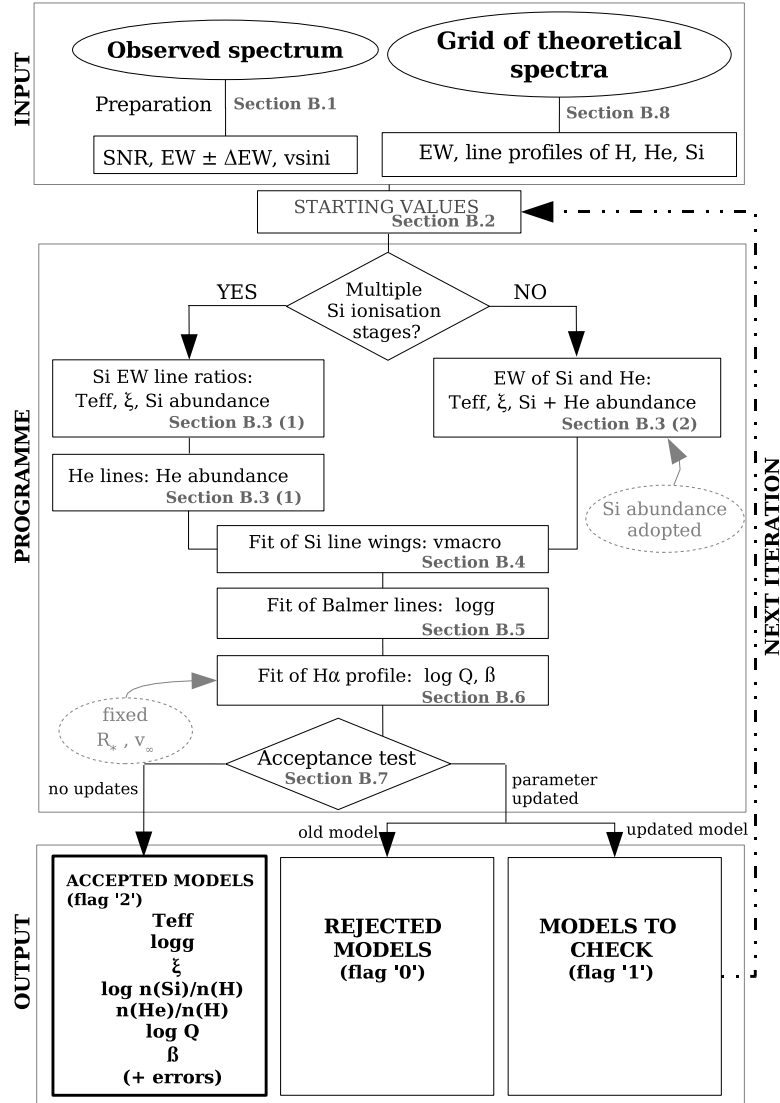 INPUT
Observed spectrum
Grid of theoretical
spectra
Preparation
Section B.1
Section B.8
SNR, EW ± ΔEW, vsini
EW, line profiles of H, He, Si
STARTING VALUES
Section B.2
PROGRAMME
Multiple
Si ionisation
stages?
YES
NO
Si EW line ratios:
Teff, ξ, Si abundance
Section B.3 (1)
EW of Si and He:
Teff, ξ, Si + He abundance
Section B.3 (2)
He lines: He abundance
Section B.3 (1)
Si abundance
adopted
Fit of Si line wings: vmacro
Section B.4
Fit of Balmer lines: logg
Section B.5
Fit of Hα profile: log Q, ß
Section B.6
fixed
R* , v∞
Acceptance test
Section B.7
no updates
parameter
updated
old model
updated model
NEXT ITERATION
OUTPUT
ACCEPTED MODELS
(flag '2')
Teff
logg
ξ
log n(Si)/n(H)
n(He)/n(H)
log Q
ß
(+ errors)
REJECTED
MODELS
(flag '0')
MODELS TO
CHECK
(flag '1')